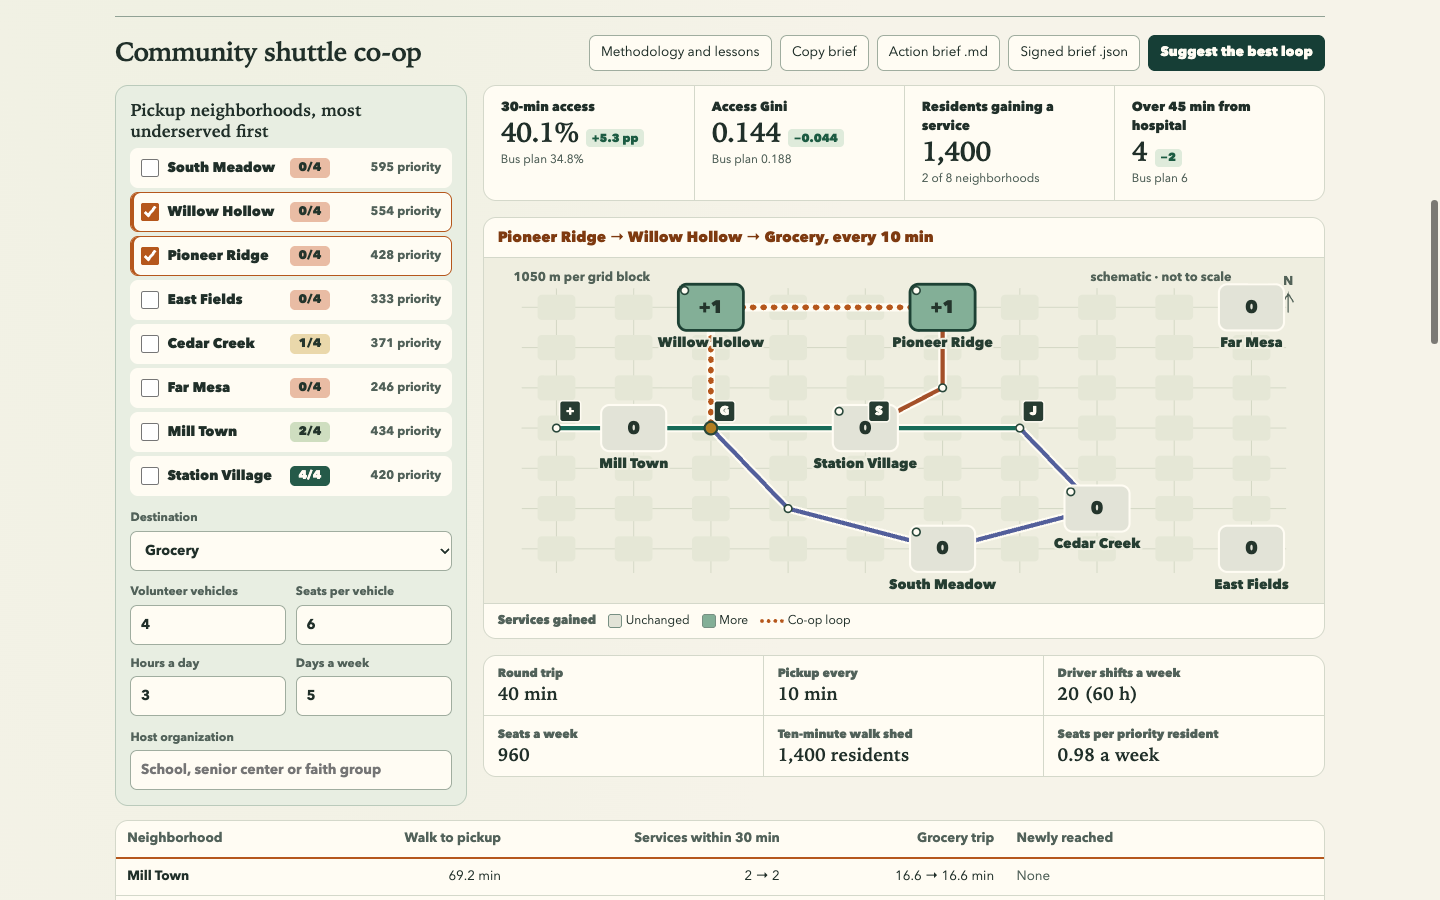 Community shuttle co-op
Methodology and lessons
Copy brief
Action brief .md
Signed brief .json
Suggest the best loop
Pickup neighborhoods, most
underserved first
South Meadow 0/4 595 priority
Willow Hollow 0/4 554 priority
Pioneer Ridge 0/4 428 priority
East Fields 0/4 333 priority
Cedar Creek 1/4 371 priority
Far Mesa 0/4 246 priority
Mill Town 2/4 434 priority
Station Village 4/4 420 priority
Destination
Grocery
Volunteer vehicles Seats per vehicle
4 6
Hours a day Days a week
3 5
Host organization
School, senior center or faith group
30-min access
40.1% +5.3 pp
Bus plan 34.8%
Access Gini
0.144 −0.044
Bus plan 0.188
Residents gaining a
service
1,400
2 of 8 neighborhoods
Over 45 min from
hospital
4 −2
Bus plan 6
Pioneer Ridge → Willow Hollow → Grocery, every 10 min
1050 m per grid block
schematic · not to scale
N
+1 +1 0
Willow Hollow Pioneer Ridge Far Mesa
+ G S J
0 0
Mill Town Station Village
0
Cedar Creek
0 0
South Meadow East Fields
Services gained Unchanged More Co-op loop
Round trip
40 min
Pickup every
10 min
Driver shifts a week
20 (60 h)
Seats a week
960
Ten-minute walk shed
1,400 residents
Seats per priority resident
0.98 a week
Neighborhood Walk to pickup Services within 30 min Grocery trip Newly reached
Mill Town 69.2 min 2 → 2 16.6 → 16.6 min None